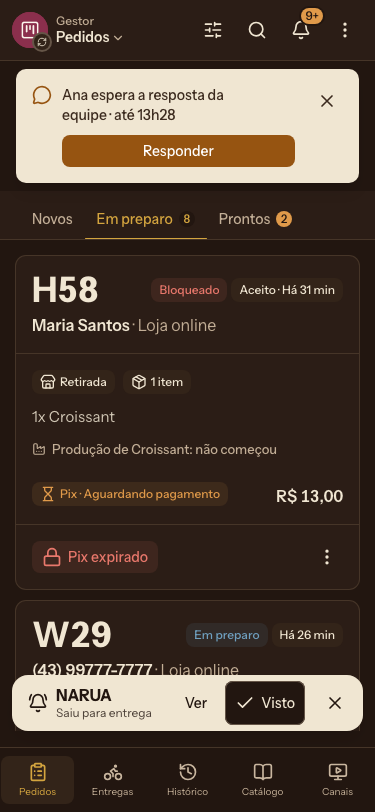 Gestor
Pedidos
9+
Ana espera a resposta da
equipe · até 13h28
Responder
Novos
Em preparo 8
Prontos 2
H58
Bloqueado
Aceito · Há 31 min
Maria Santos · Loja online
Retirada
1 item
1x Croissant
Produção de Croissant: não começou
Pix · Aguardando pagamento
R$ 13,00
Pix expirado
W29
Em preparo
Há 26 min
(43) 99777-7777 · Loja online
NARUA
Saiu para entrega
Ver
Visto
Pedidos
Entregas
Histórico
Catálogo
Canais